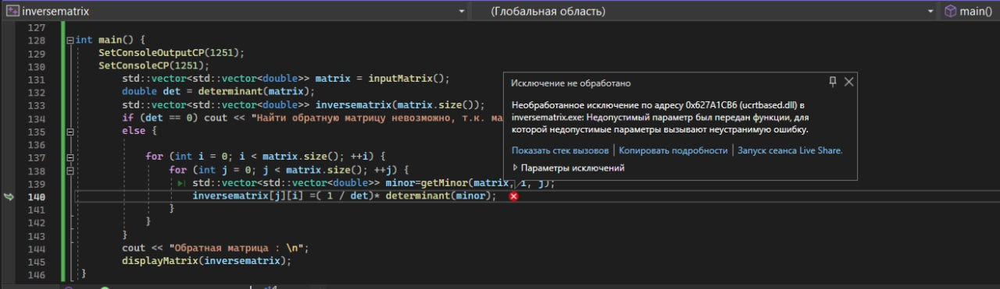 inversematrix (Глобальная область) main()
127
128 int main() {
129 SetConsoleOutputCP(1251);
130 SetConsoleCP(1251);
131 std::vector<std::vector<double>> matrix = inputMatrix();
132 double det = determinant(matrix);
133 std::vector<std::vector<double>> inversematrix(matrix.size());
134 if (det == 0) cout << "Найти обратную матрицу невозможно, т.к. ма
135 else {
136
137 for (int i = 0; i < matrix.size(); ++i) {
138 for (int j = 0; j < matrix.size(); ++j) {
139 std::vector<std::vector<double>> minor=getMinor(matrix, i, j);
140 inversematrix[j][i] =( 1 / det)* determinant(minor);
141 }
142 }
143 }
144 cout << "Обратная матрица : \n";
145 displayMatrix(inversematrix);
146 }
Исключение не обработано
Необработанное исключение по адресу 0x627A1CB6 (ucrtbased.dll) в
inversematrix.exe: Недопустимый параметр был передан функции, для
которой недопустимые параметры вызывают неустранимую ошибку.
Показать стек вызовов | Копировать подробности | Запуск сеанса Live Share.
Параметры исключений